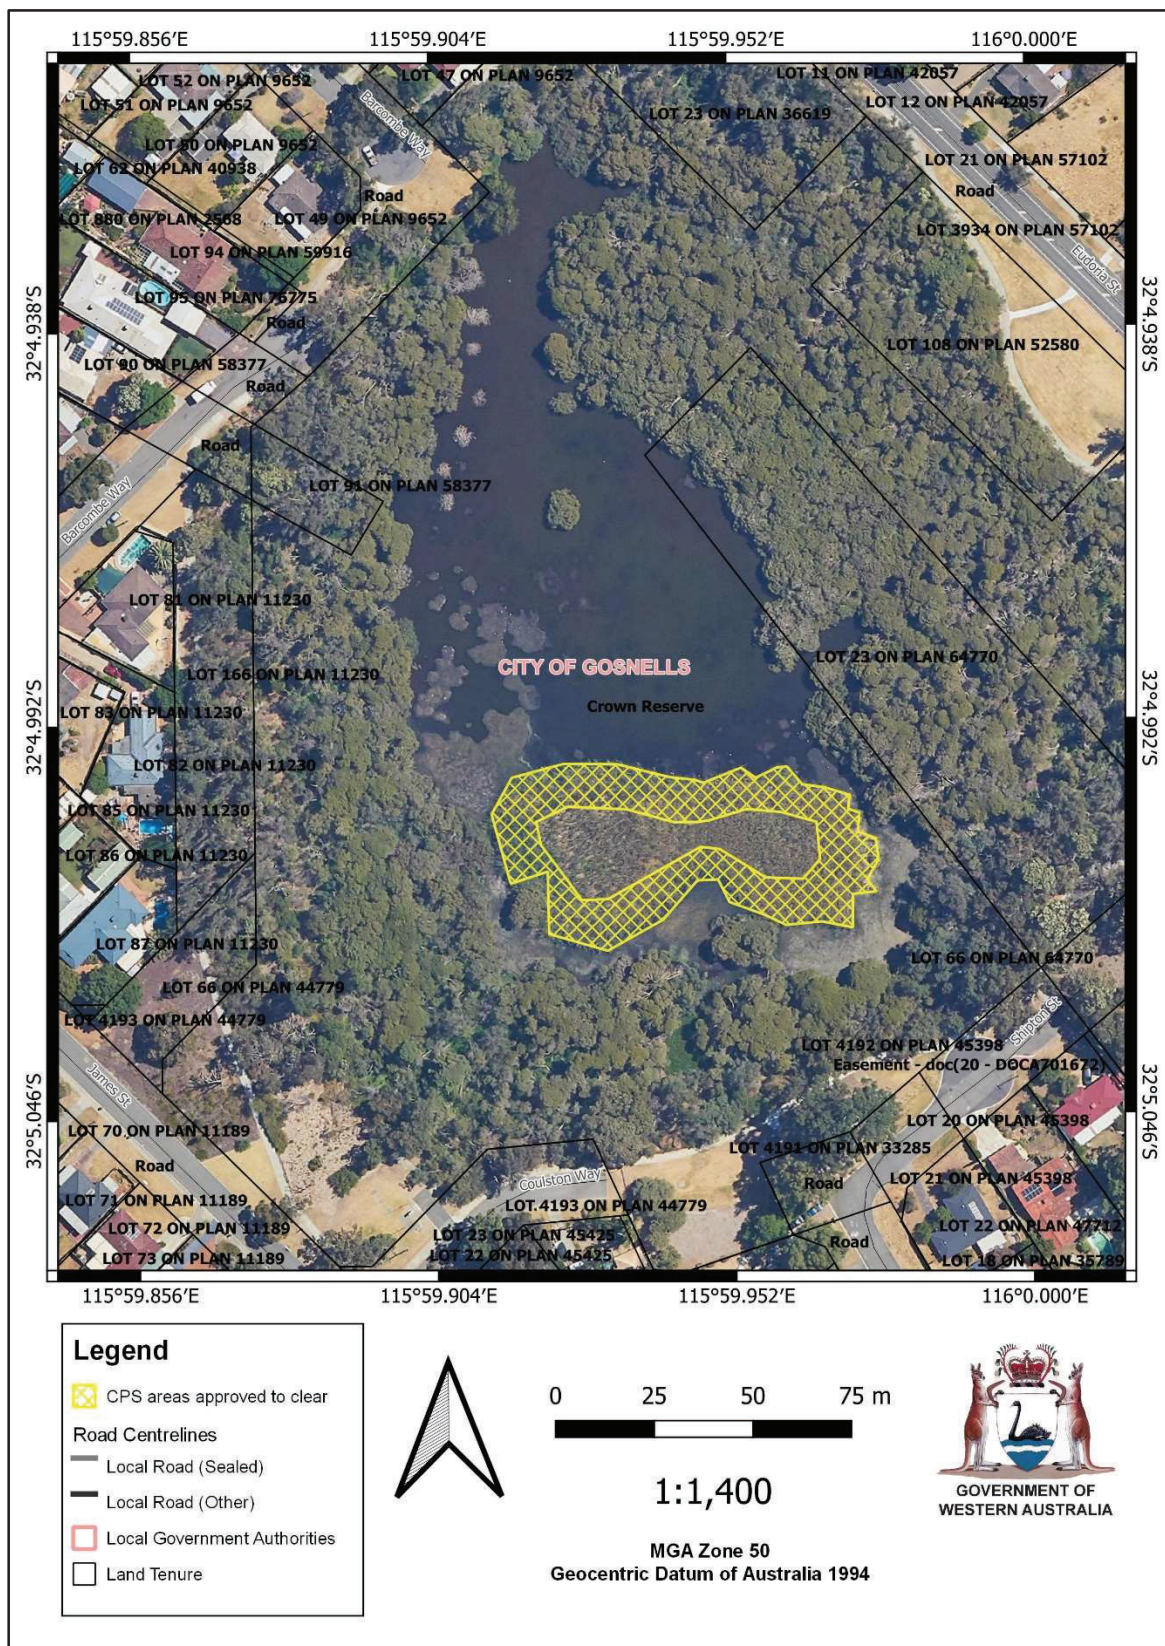 115°59.856'E
115°59.904'E
115°59.952'E
116°0.000'E
LOT 52 ON PLAN 9652
LOT 47 ON PLAN 9652
LOT 11 ON PLAN 42057
LOT 51 ON PLAN 9652
LOT 12 ON PLAN 42057
Barcombe Way
LOT 23 ON PLAN 36619
LOT 50 ON PLAN 9652
LOT 62 ON PLAN 40938
LOT 21 ON PLAN 57102
Road
Road
LOT 880 ON PLAN 2568
LOT 49 ON PLAN 9652
LOT 3934 ON PLAN 57102
LOT 94 ON PLAN 59916
Eudoria St
LOT 95 ON PLAN 76775
Road
32°4.938'S
32°4.938'S
LOT 108 ON PLAN 52580
LOT 90 ON PLAN 58377
Road
Road
LOT 91 ON PLAN 58377
Barcombe Way
LOT 81 ON PLAN 11230
LOT 23 ON PLAN 64770
CITY OF GOSNELLS
LOT 166 ON PLAN 11230
Crown Reserve
LOT 83 ON PLAN 11230
32°4.992'S
32°4.992'S
LOT 82 ON PLAN 11230
LOT 85 ON PLAN 11230
LOT 86 ON PLAN 11230
LOT 87 ON PLAN 11230
LOT 66 ON PLAN 64770
LOT 66 ON PLAN 44779
LOT 4193 ON PLAN 44779
Shipton St
LOT 4192 ON PLAN 45398
Easement - doc(20 - DOCA701672)
James St
32°5.046'S
32°5.046'S
LOT 20 ON PLAN 45398
LOT 70 ON PLAN 11189
LOT 4191 ON PLAN 33285
Road
Coulston Way
LOT 21 ON PLAN 45398
Road
LOT 71 ON PLAN 11189
LOT 4193 ON PLAN 44779
LOT 72 ON PLAN 11189
LOT 22 ON PLAN 47712
LOT 23 ON PLAN 45425
Road
LOT 73 ON PLAN 11189
LOT 22 ON PLAN 45425
LOT 18 ON PLAN 35789
115°59.856'E
115°59.904'E
115°59.952'E
116°0.000'E
Legend
CPS areas approved to clear
Road Centrelines
Local Road (Sealed)
Local Road (Other)
Local Government Authorities
Land Tenure
0 25 50 75 m
1:1,400
MGA Zone 50
Geocentric Datum of Australia 1994
GOVERNMENT OF
WESTERN AUSTRALIA